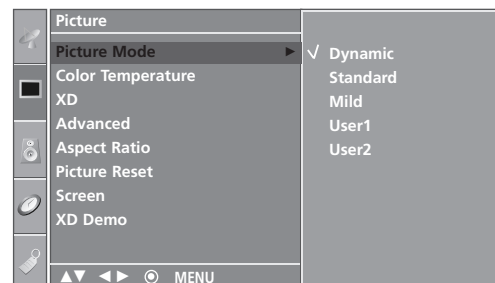 Picture
Picture Mode ► √ Dynamic
Color Temperature Standard
XD Mild
Advanced User1
Aspect Ratio User2
Picture Reset
Screen
XD Demo
▲▼ ◄► ⦿ MENU